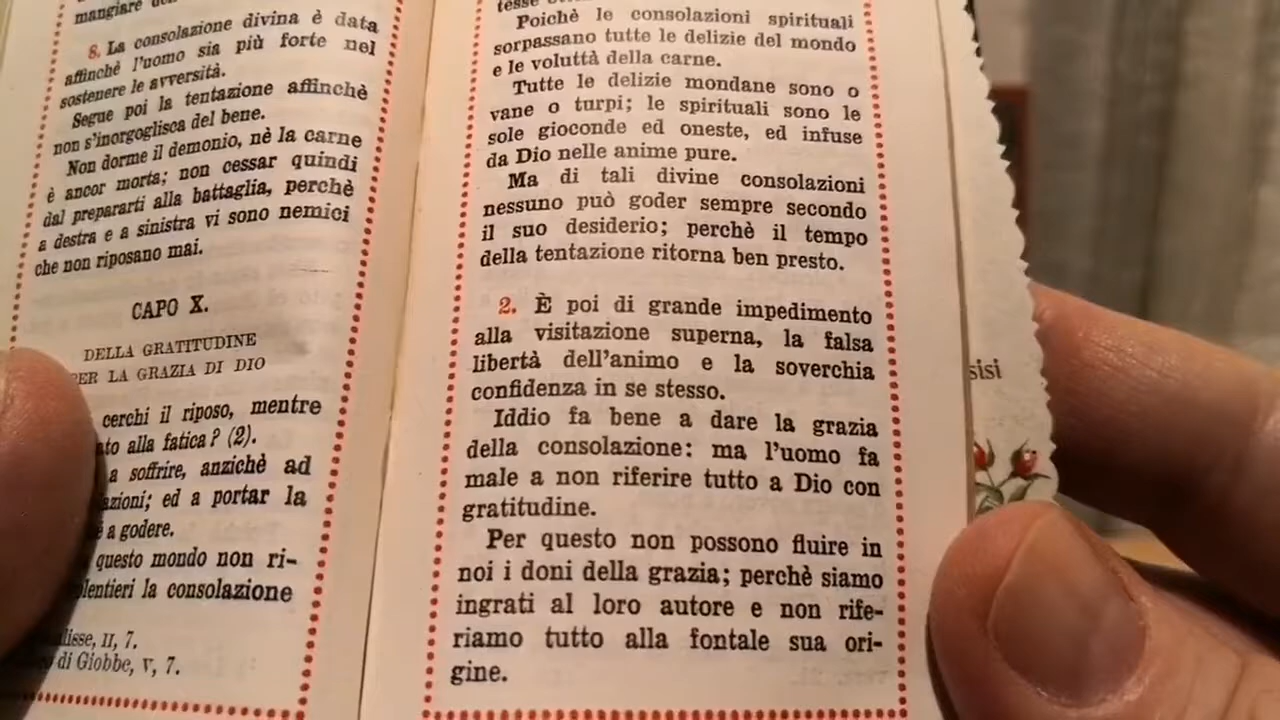 mangiare
8. La consolazione divina è data
affinchè l'uomo sia più forte nel
sostenere le avversità.
Segue poi la tentazione affinchè
non s'inorgoglisca del bene.
Non dorme il demonio, nè la carne
è ancor morta; non cessar quindi
dal prepararti alla battaglia, perchè
a destra e a sinistra vi sono nemici
che non riposano mai.
CAPO X.
DELLA GRATITUDINE
PER LA GRAZIA DI DIO
cerchi il riposo, mentre
alla fatica? (2).
a soffrire, anzichè ad
ed a portar la
a godere.
questo mondo non ri-
la consolazione
II, 7.
di Giobbe, V, 7.
Poichè le consolazioni spirituali
sorpassano tutte le delizie del mondo
e le voluttà della carne.
Tutte le delizie mondane sono o
vane o turpi; le spirituali sono le
sole gioconde ed oneste, ed infuse
da Dio nelle anime pure.
Ma di tali divine consolazioni
nessuno può goder sempre secondo
il suo desiderio; perchè il tempo
della tentazione ritorna ben presto.
2. È poi di grande impedimento
alla visitazione superna, la falsa
libertà dell'animo e la soverchia
confidenza in se stesso.
Iddio fa bene a dare la grazia
della consolazione: ma l'uomo fa
male a non riferire tutto a Dio con
gratitudine.
Per questo non possono fluire in
noi i doni della grazia; perchè siamo
ingrati al loro autore e non rife-
riamo tutto alla fontale sua ori-
gine.
sisi